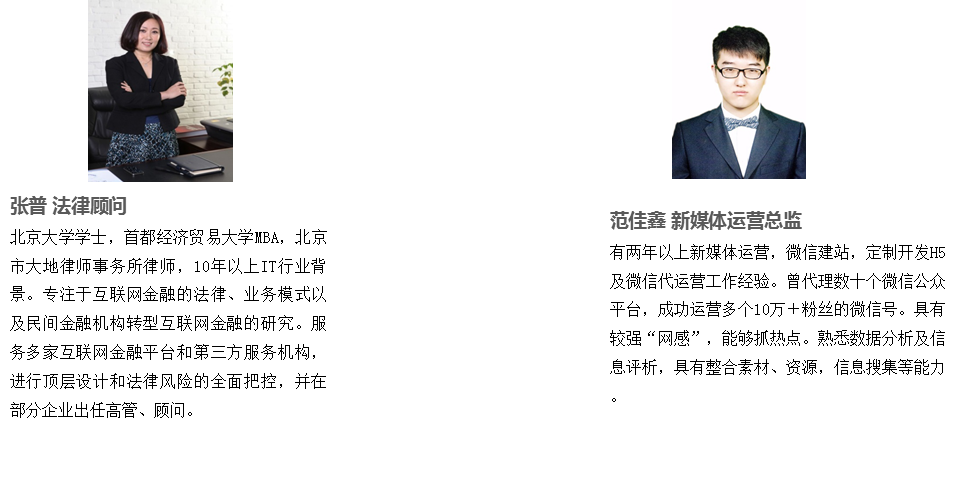 张普 法律顾问
北京大学学士，首都经济贸易大学MBA，北京
市大地律师事务所律师，10年以上IT行业背
景。专注于互联网金融的法律、业务模式以
及民间金融机构转型互联网金融的研究。服
务多家互联网金融平台和第三方服务机构，
进行顶层设计和法律风险的全面把控，并在
部分企业出任高管、顾问。
范佳鑫 新媒体运营总监
有两年以上新媒体运营，微信建站，定制开发H5
及微信代运营工作经验。曾代理数十个微信公众
平台，成功运营多个10万＋粉丝的微信号。具有
较强“网感”，能够抓热点。熟悉数据分析及信
息评析，具有整合素材、资源，信息搜集等能力
。